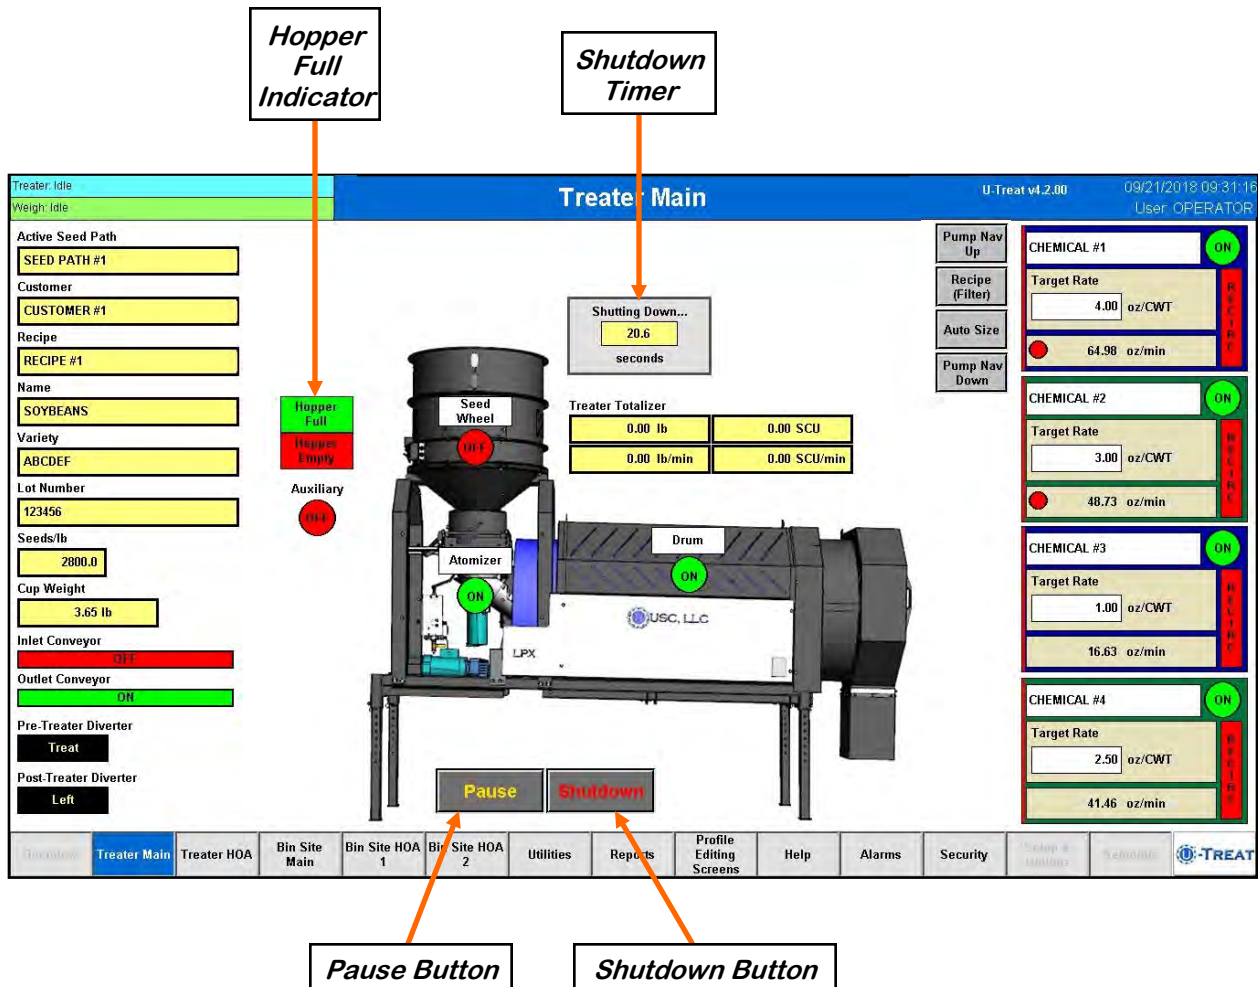 Hopper
Full
Indicator
Shutdown
Timer
Treater: Idle
Weigh: Idle
Treater Main
U-Treat v4.2.00
09/21/2018 09:31:16
User: OPERATOR
Active Seed Path
SEED PATH #1
Customer
CUSTOMER #1
Recipe
RECIPE #1
Name
SOYBEANS
Variety
ABCDEF
Lot Number
123456
Seeds/lb
2800.0
Cup Weight
3.65 lb
Inlet Conveyor
OFF
Outlet Conveyor
ON
Pre-Treater Diverter
Treat
Post-Treater Diverter
Left
Hopper
Full
Hopper
Empty
Auxiliary
OFF
Seed
Wheel
OFF
Atomizer
ON
Shutting Down...
20.6
seconds
Treater Totalizer
0.00 lb
0.00 SCU
0.00 lb/min
0.00 SCU/min
Drum
ON
USC, LLC
LPX
Pause
Shutdown
Pump Nav
Up
Recipe
(Filter)
Auto Size
Pump Nav
Down
CHEMICAL #1
ON
Target Rate
4.00 oz/CWT
64.98 oz/min
RECIRC
CHEMICAL #2
ON
Target Rate
3.00 oz/CWT
48.73 oz/min
RECIRC
CHEMICAL #3
ON
Target Rate
1.00 oz/CWT
16.63 oz/min
RECIRC
CHEMICAL #4
ON
Target Rate
2.50 oz/CWT
41.46 oz/min
RECIRC
Treater Main
Treater HOA
Bin Site
Main
Bin Site HOA
1
Bin Site HOA
2
Utilities
Reports
Profile
Editing
Screens
Help
Alarms
Security
U-TREAT
Pause Button
Shutdown Button